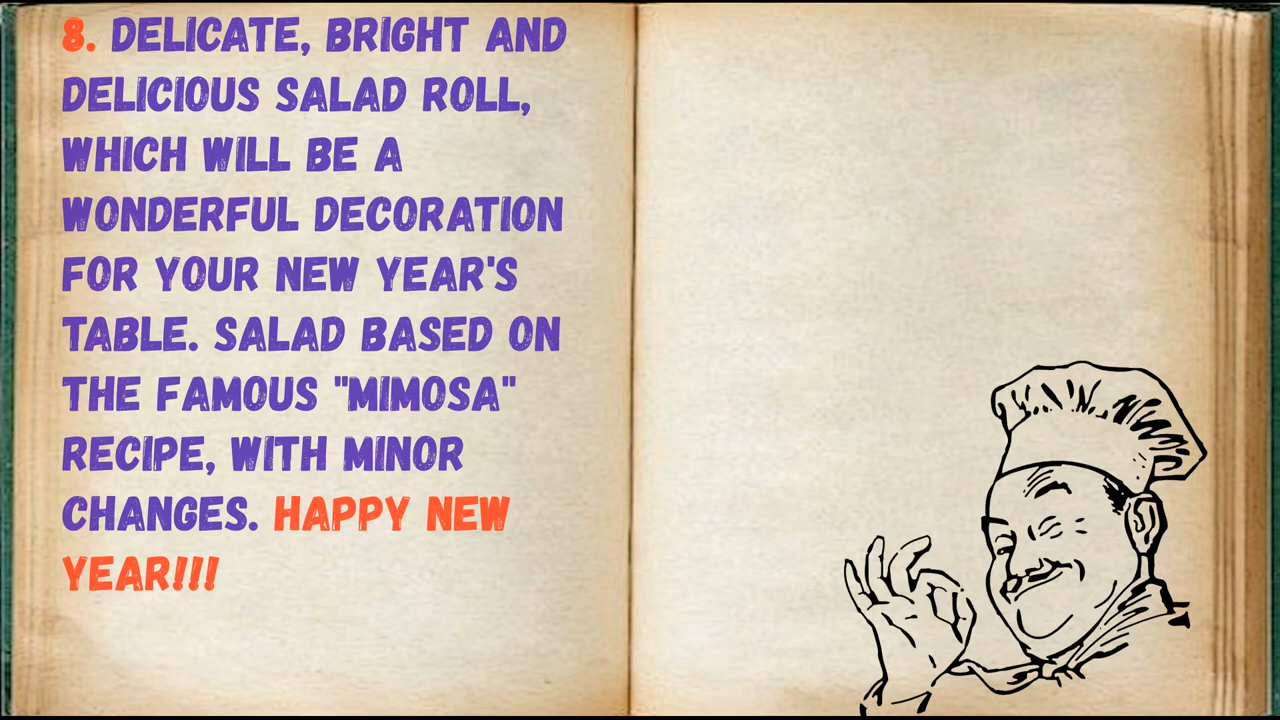 8. DELICATE, BRIGHT AND
DELICIOUS SALAD ROLL,
WHICH WILL BE A
WONDERFUL DECORATION
FOR YOUR NEW YEAR'S
TABLE. SALAD BASED ON
THE FAMOUS "MIMOSA"
RECIPE, WITH MINOR
CHANGES. HAPPY NEW
YEAR!!!